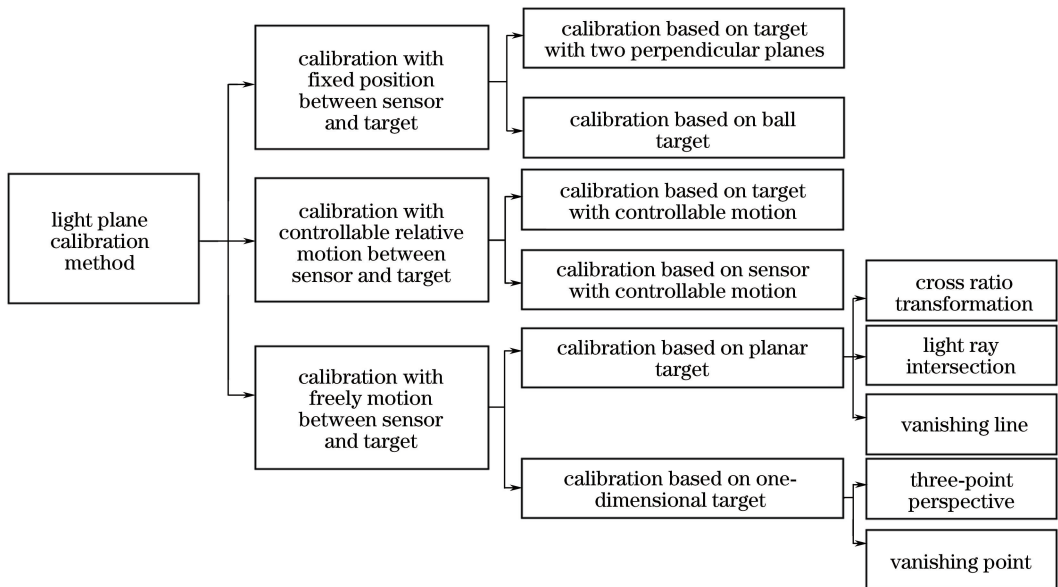 light plane
calibration
method
calibration with
fixed position
between sensor
and target
calibration based on target
with two perpendicular planes
calibration based on ball
target
calibration with
controllable relative
motion between
sensor and target
calibration based on target
with controllable motion
calibration based on sensor
with controllable motion
calibration with
freely motion
between sensor
and target
calibration based on planar
target
cross ratio
transformation
light ray
intersection
vanishing line
calibration based on one-
dimensional target
three-point
perspective
vanishing point